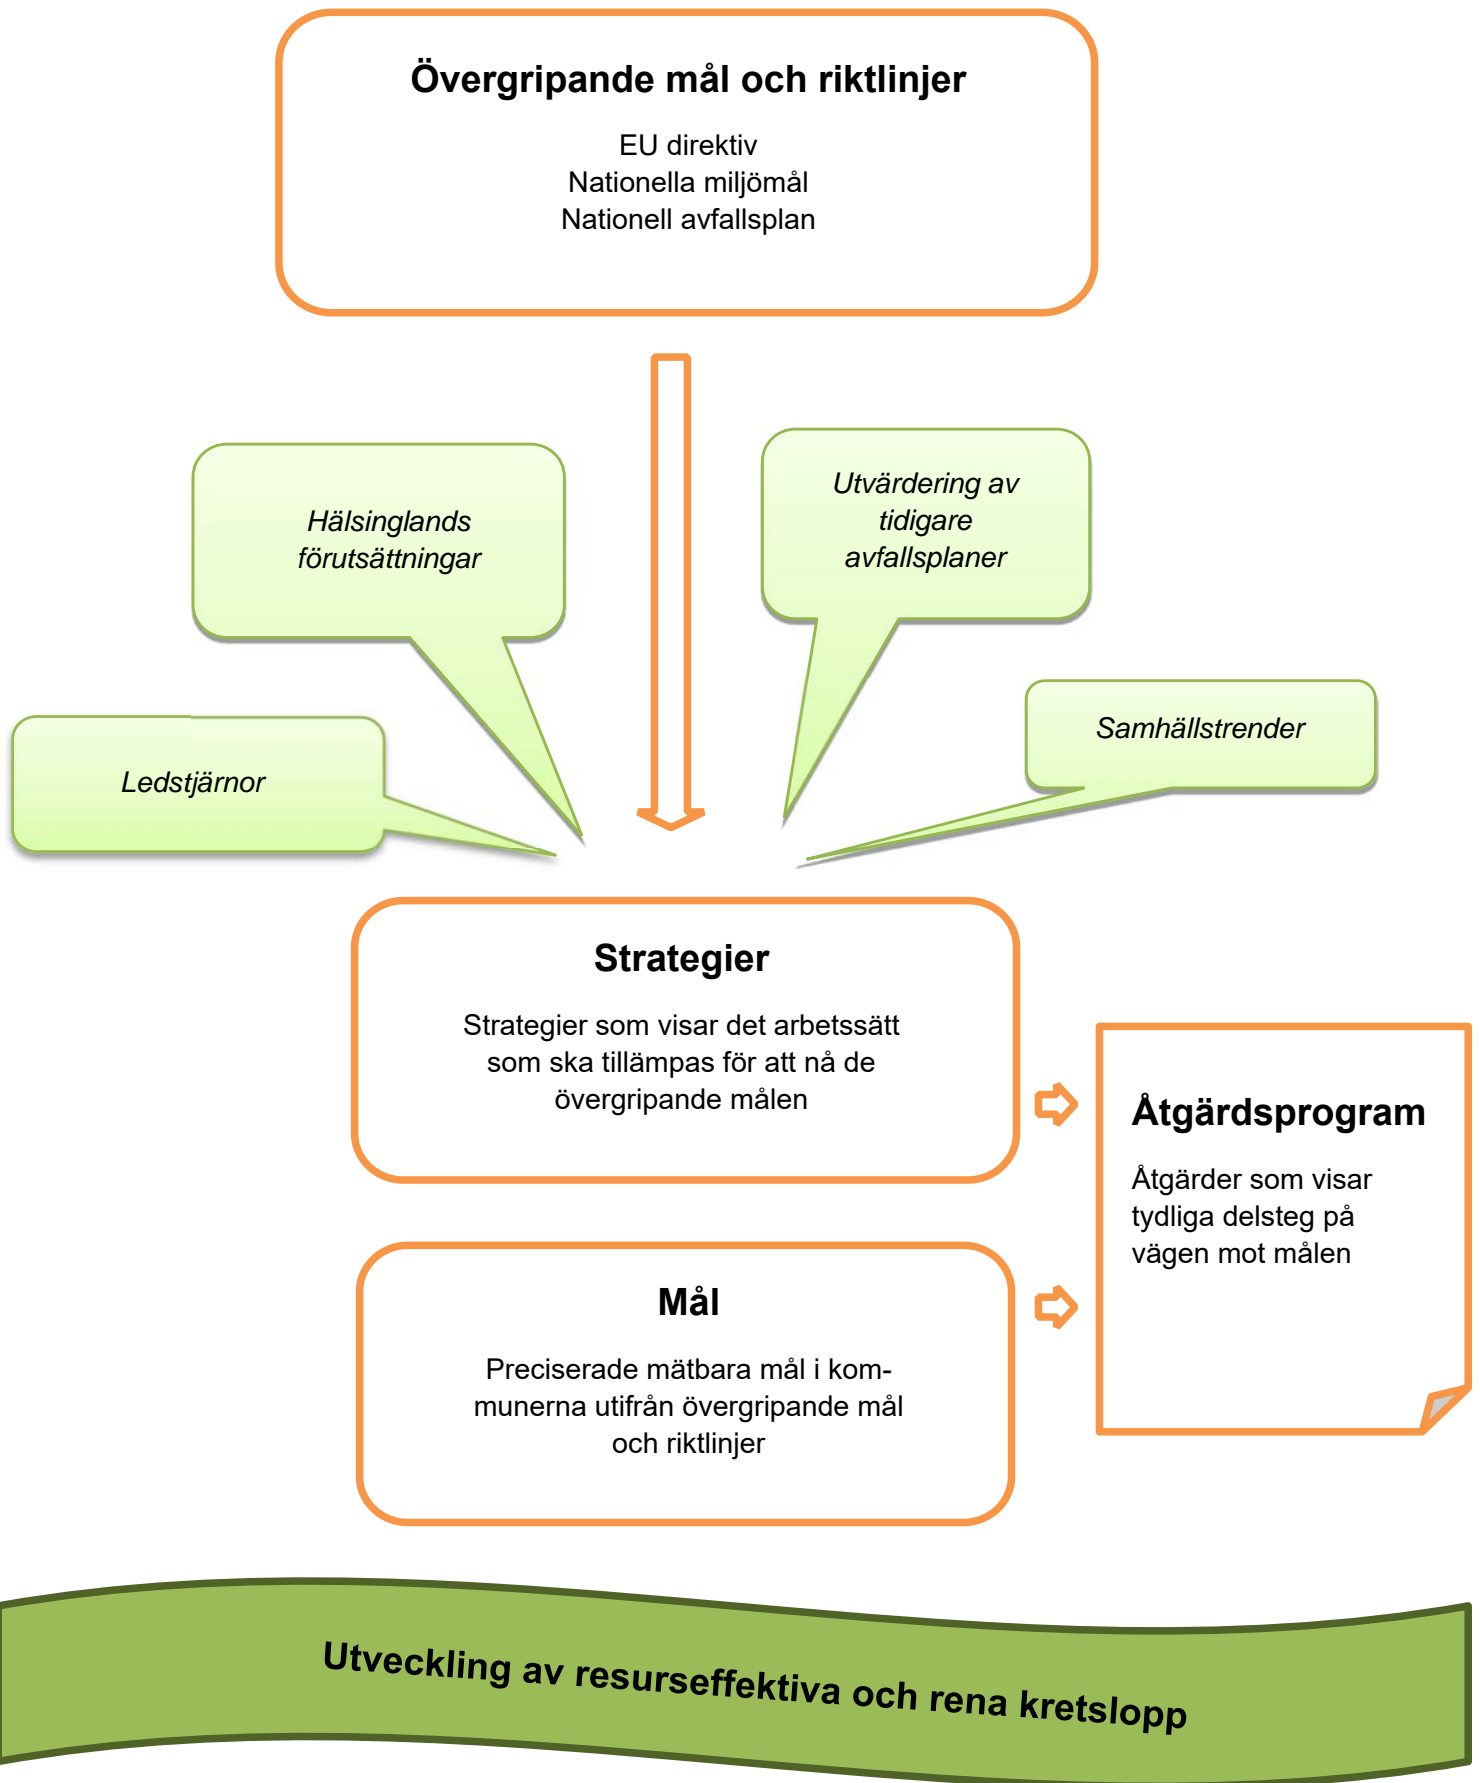 Övergripande mål och riktlinjer
EU direktiv
Nationella miljömål
Nationell avfallsplan
Hälsinglands
förutsättningar
Utvärdering av
tidigare
avfallsplaner
Ledstjärnor
Samhällstrender
Strategier
Strategier som visar det arbetssätt
som ska tillämpas för att nå de
övergripande målen
Åtgärdsprogram
Åtgärder som visar
tydliga delsteg på
vägen mot målen
Mål
Preciserade mätbara mål i kom-
munerna utifrån övergripande mål
och riktlinjer
Utveckling av resurseffektiva och rena kretslopp